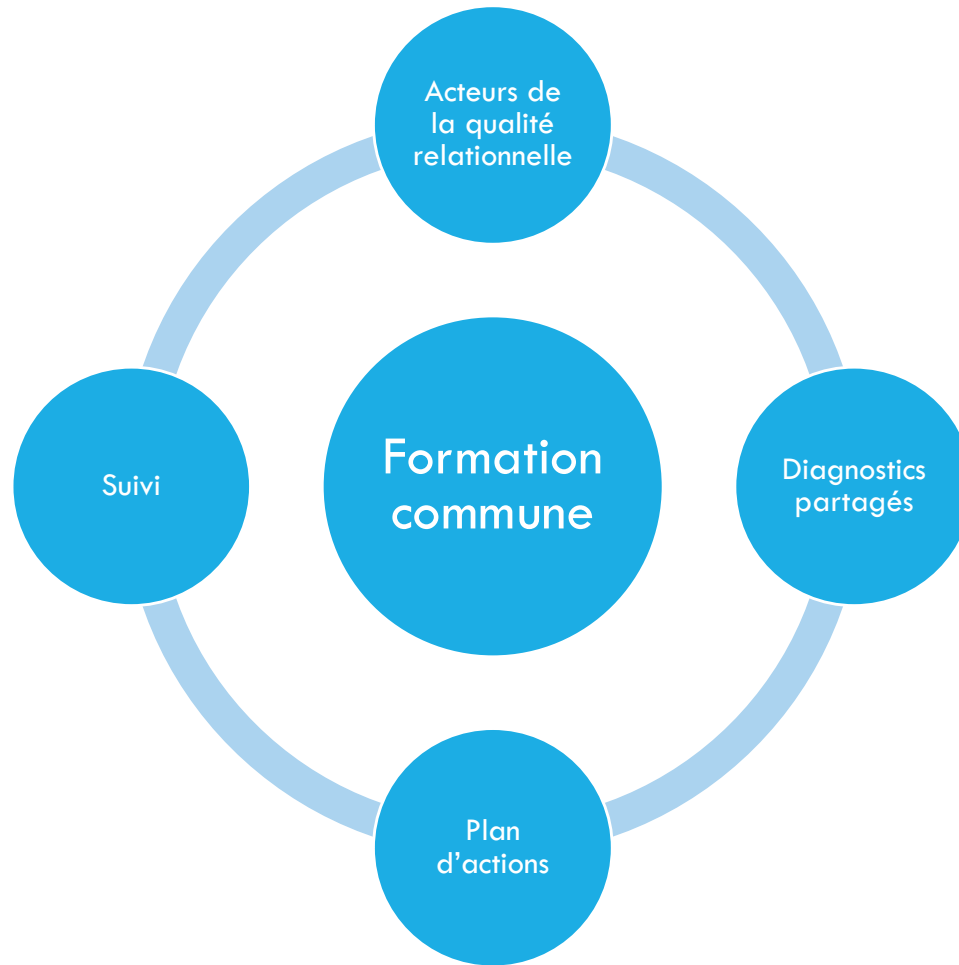 Acteurs de
la qualité
relationnelle
Formation
commune
Suivi
Diagnostics
partagés
Plan
d’actions